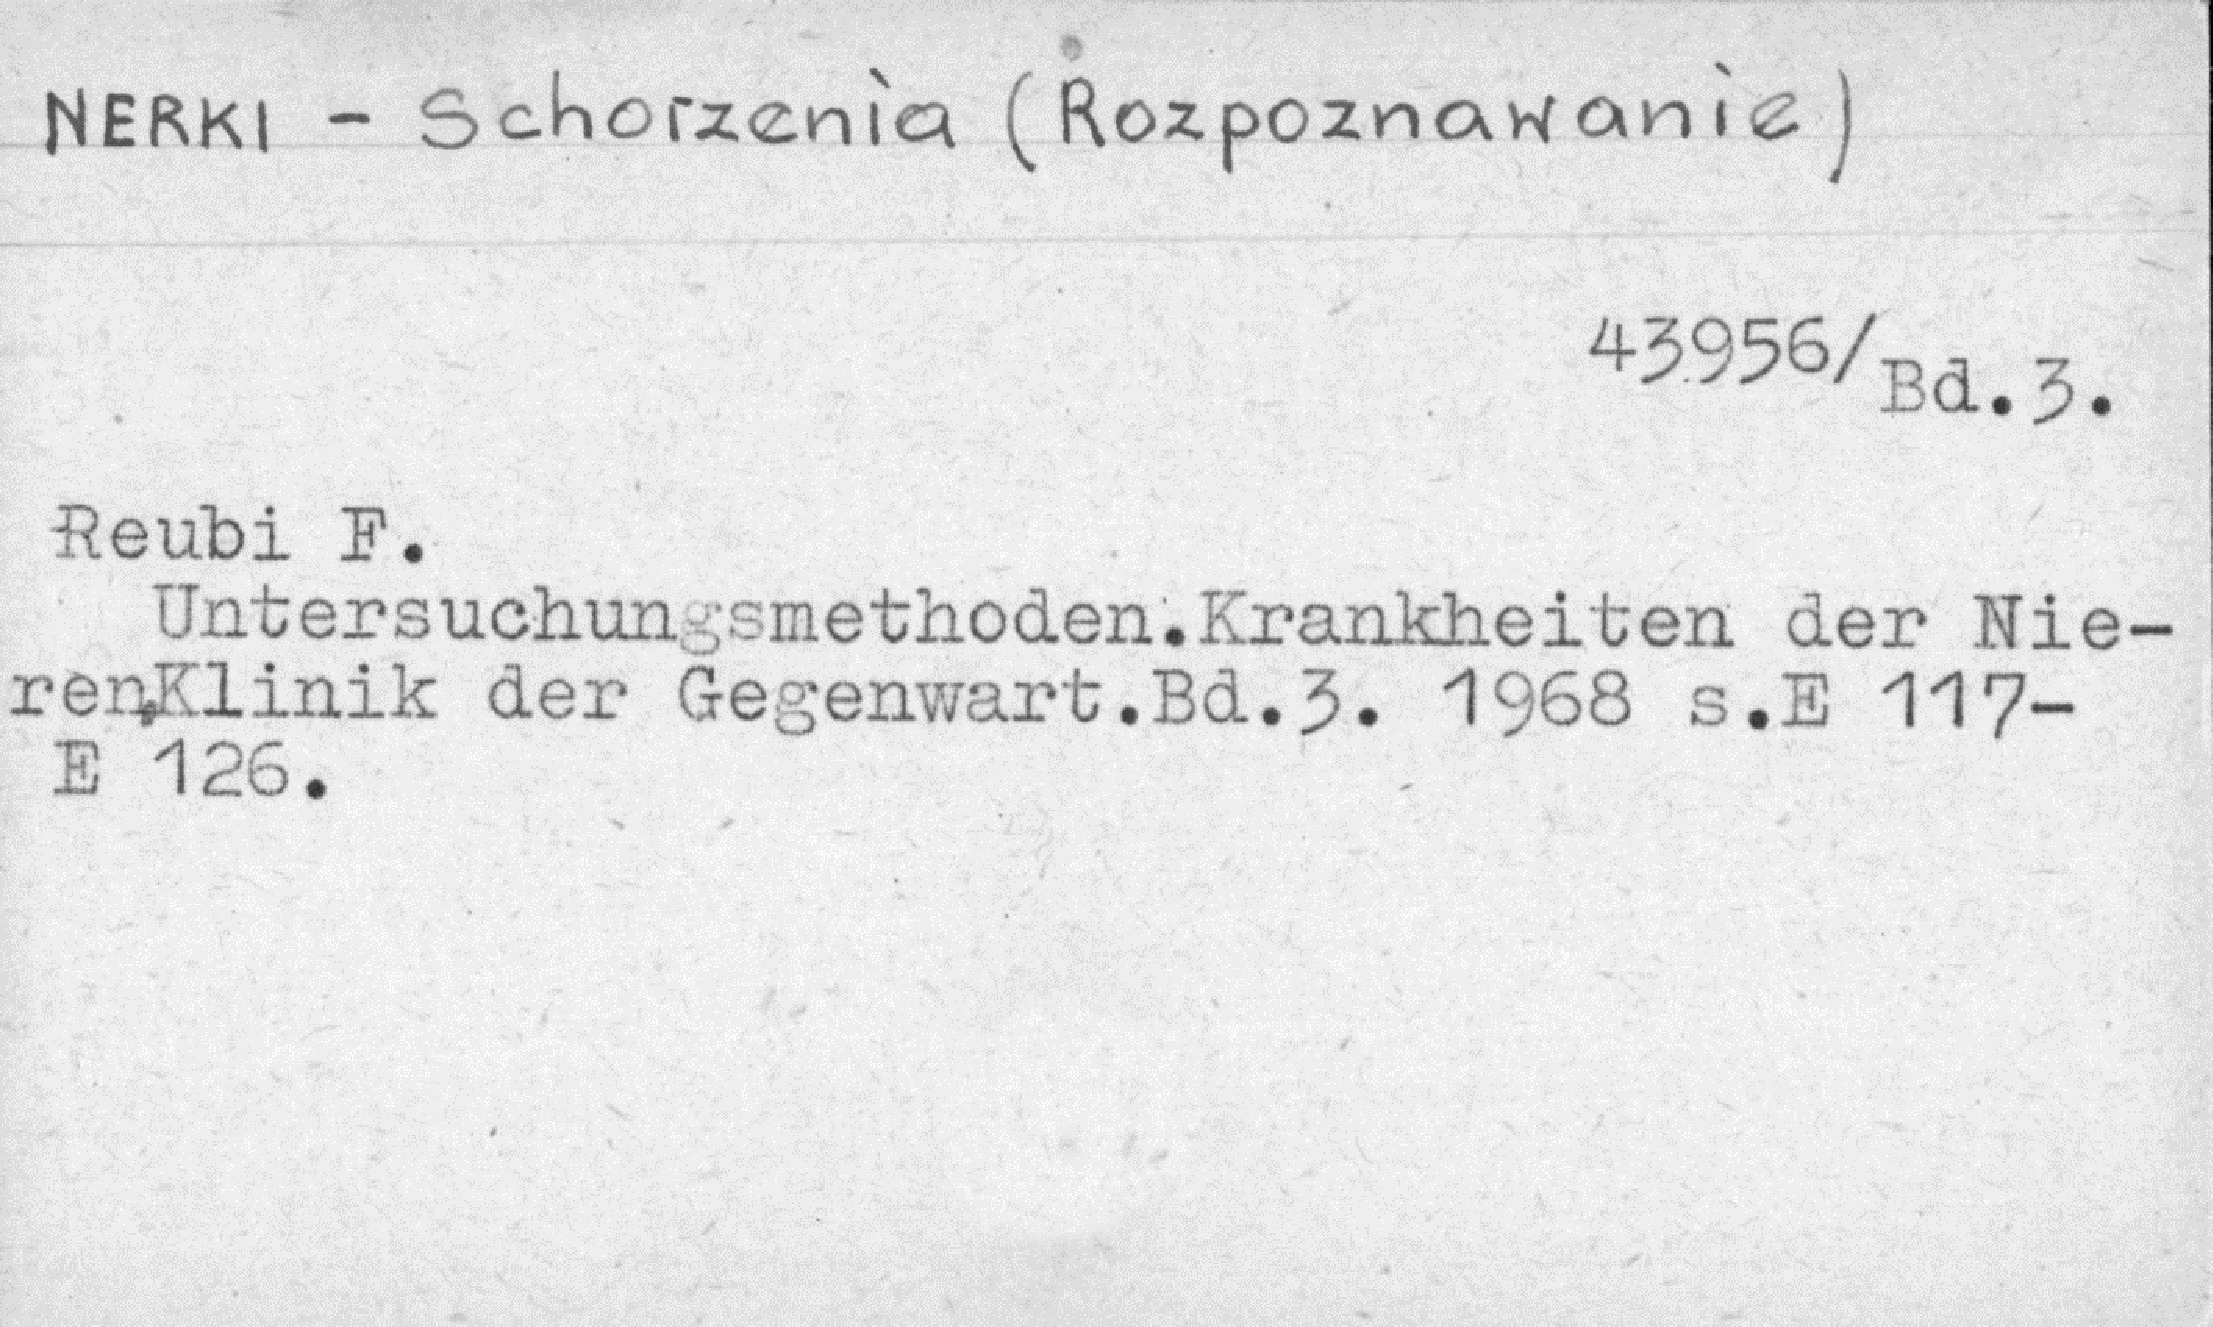 NERKI - Schorzenia (Rozpoznawanie)
43956/Bd.3.
Reubi F.
Untersuchungsmethoden.Krankheiten der Nie-
ren,Klinik der Gegenwart.Bd.3. 1968 s.E 117-
E 126.